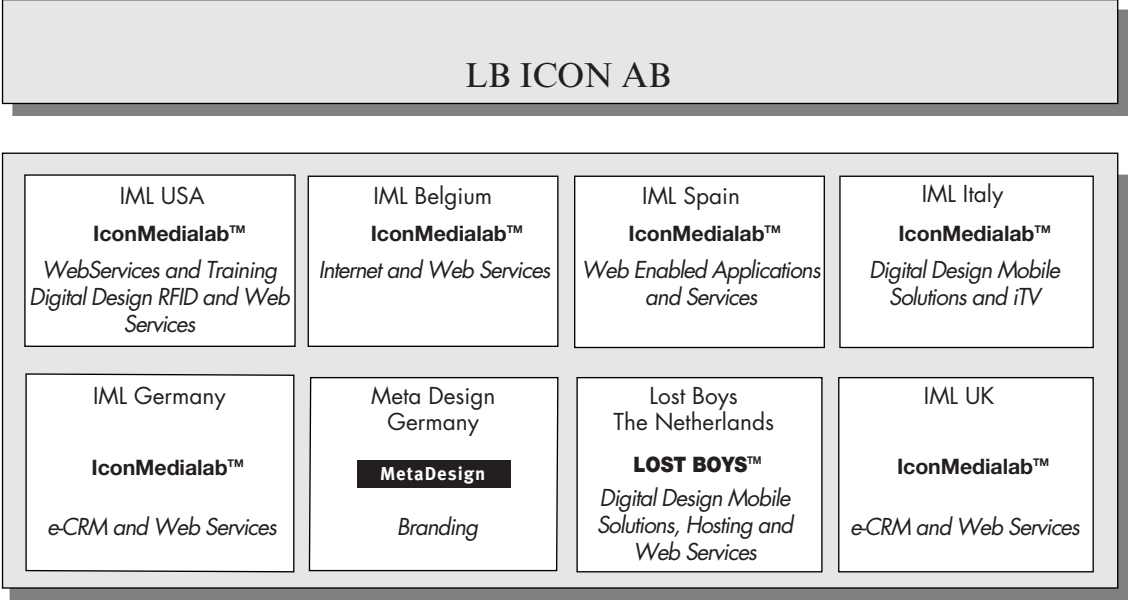 LB ICON AB
IML USA
IconMedialab™
WebServices and Training
Digital Design RFID and Web
Services
IML Belgium
IconMedialab™
Internet and Web Services
IML Spain
IconMedialab™
Web Enabled Applications
and Services
IML Italy
IconMedialab™
Digital Design Mobile
Solutions and iTV
IML Germany
IconMedialab™
e-CRM and Web Services
Meta Design
Germany
MetaDesign
Branding
Lost Boys
The Netherlands
LOST BOYS™
Digital Design Mobile
Solutions, Hosting and
Web Services
IML UK
IconMedialab™
e-CRM and Web Services